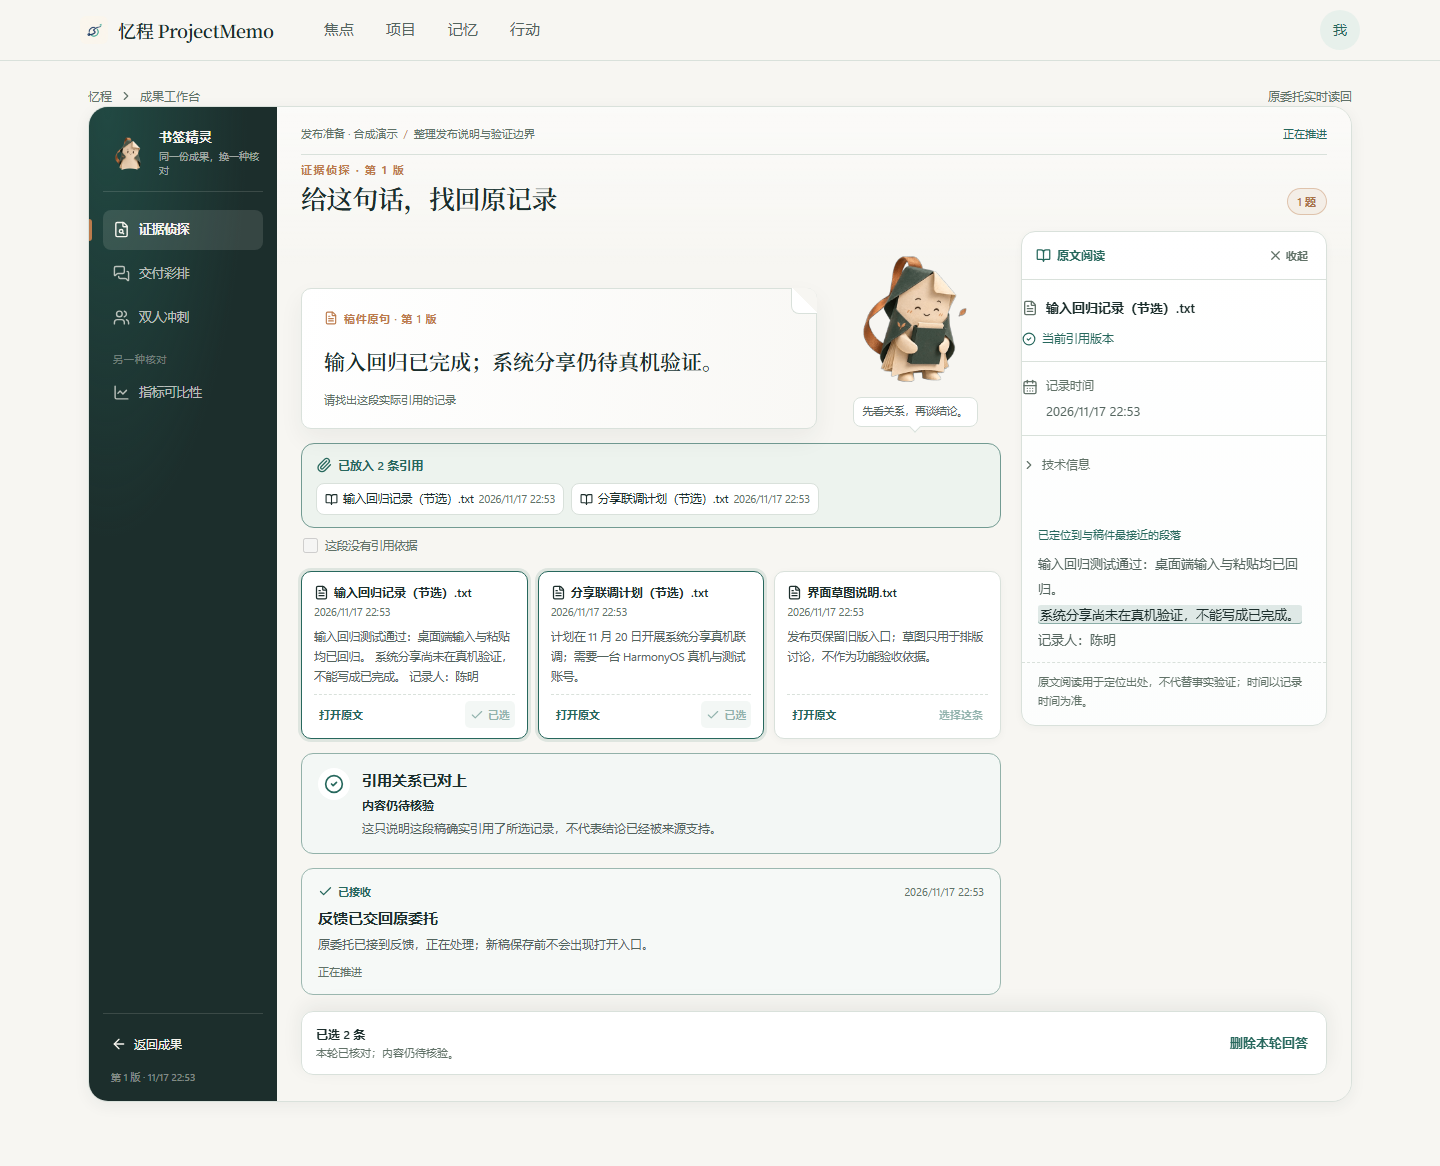 忆程 ProjectMemo
焦点
项目
记忆
行动
我
忆程 > 成果工作台
原委托实时读回
书签精灵
同一份成果，换一种核
对
证据侦探
交付彩排
双人冲刺
另一种核对
指标可比性
返回成果
第 1 版 · 11/17 22:53
发布准备 · 合成演示 / 整理发布说明与验证边界
正在推进
证据侦探 · 第 1 版
给这句话，找回原记录
1 题
稿件原句 · 第 1 版
输入回归已完成；系统分享仍待真机验证。
请找出这段实际引用的记录
先看关系，再谈结论。
已放入 2 条引用
输入回归记录（节选）.txt 2026/11/17 22:53
分享联调计划（节选）.txt 2026/11/17 22:53
这段没有引用依据
输入回归记录（节选）.txt
2026/11/17 22:53
输入回归测试通过：桌面端输入与粘贴
均已回归。 系统分享尚未在真机验证，
不能写成已完成。 记录人：陈明
打开原文
已选
分享联调计划（节选）.txt
2026/11/17 22:53
计划在 11 月 20 日开展系统分享真机联
调；需要一台 HarmonyOS 真机与测试
账号。
打开原文
已选
界面草图说明.txt
2026/11/17 22:53
发布页保留旧版入口；草图只用于排版
讨论，不作为功能验收依据。
打开原文
选择这条
引用关系已对上
内容仍待核验
这只说明这段稿确实引用了所选记录，不代表结论已经被来源支持。
已接收
2026/11/17 22:53
反馈已交回原委托
原委托已接到反馈，正在处理；新稿保存前不会出现打开入口。
正在推进
已选 2 条
本轮已核对；内容仍待核验。
删除本轮回答
原文阅读
收起
输入回归记录（节选）.txt
当前引用版本
记录时间
2026/11/17 22:53
技术信息
已定位到与稿件最接近的段落
输入回归测试通过：桌面端输入与粘贴均已回
归。
系统分享尚未在真机验证，不能写成已完成。
记录人：陈明
原文阅读用于定位出处，不代替事实验证；时间以记录
时间为准。